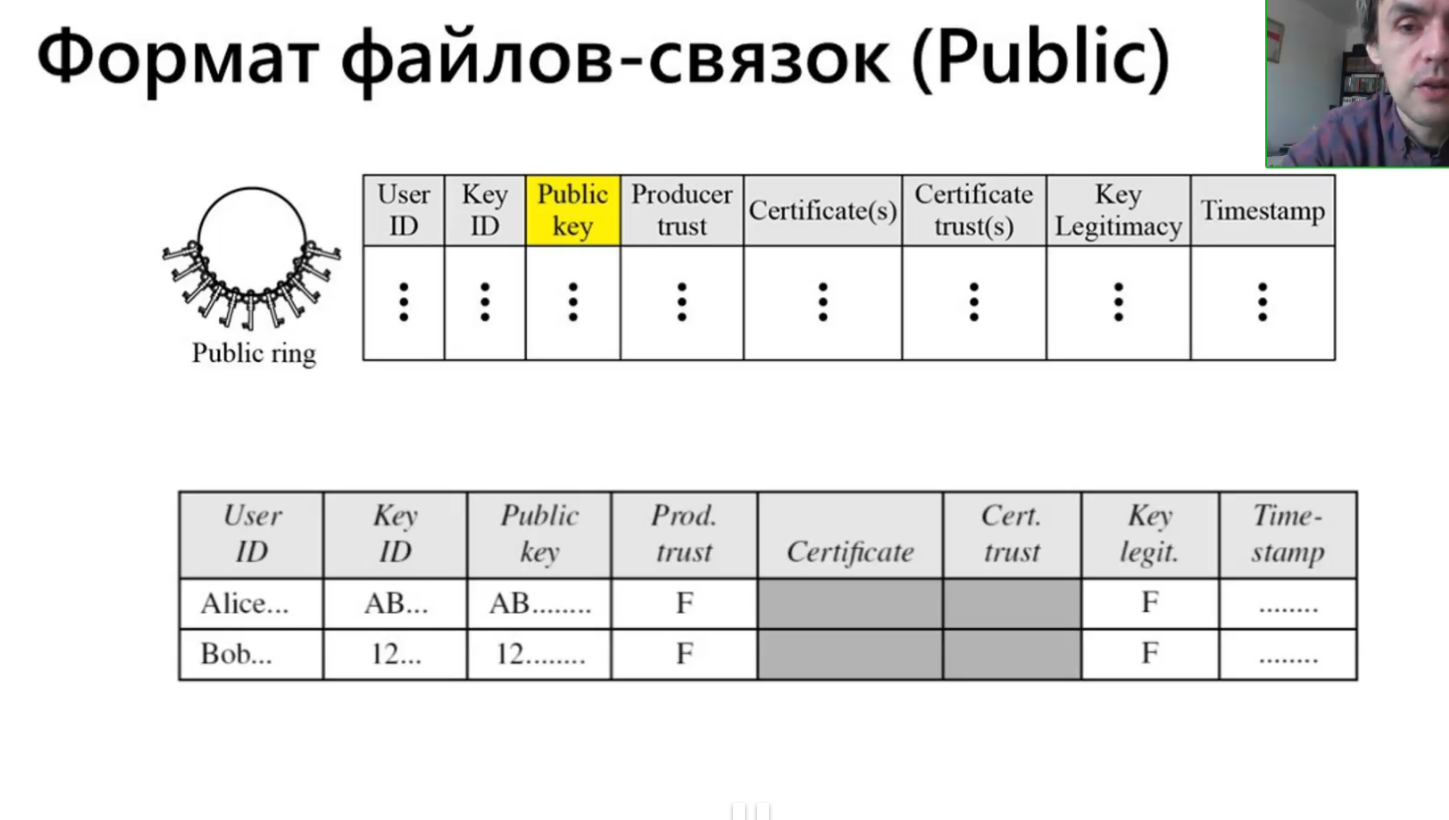 Формат файлов-связок (Public)
User ID Key ID Public key Producer trust Certificate(s) Certificate trust(s) Key Legitimacy Timestamp
Public ring
User ID Key ID Public key Prod. trust Certificate Cert. trust Key legit. Time-stamp
Alice... AB... AB........ F F ........
Bob... 12... 12........ F F ........